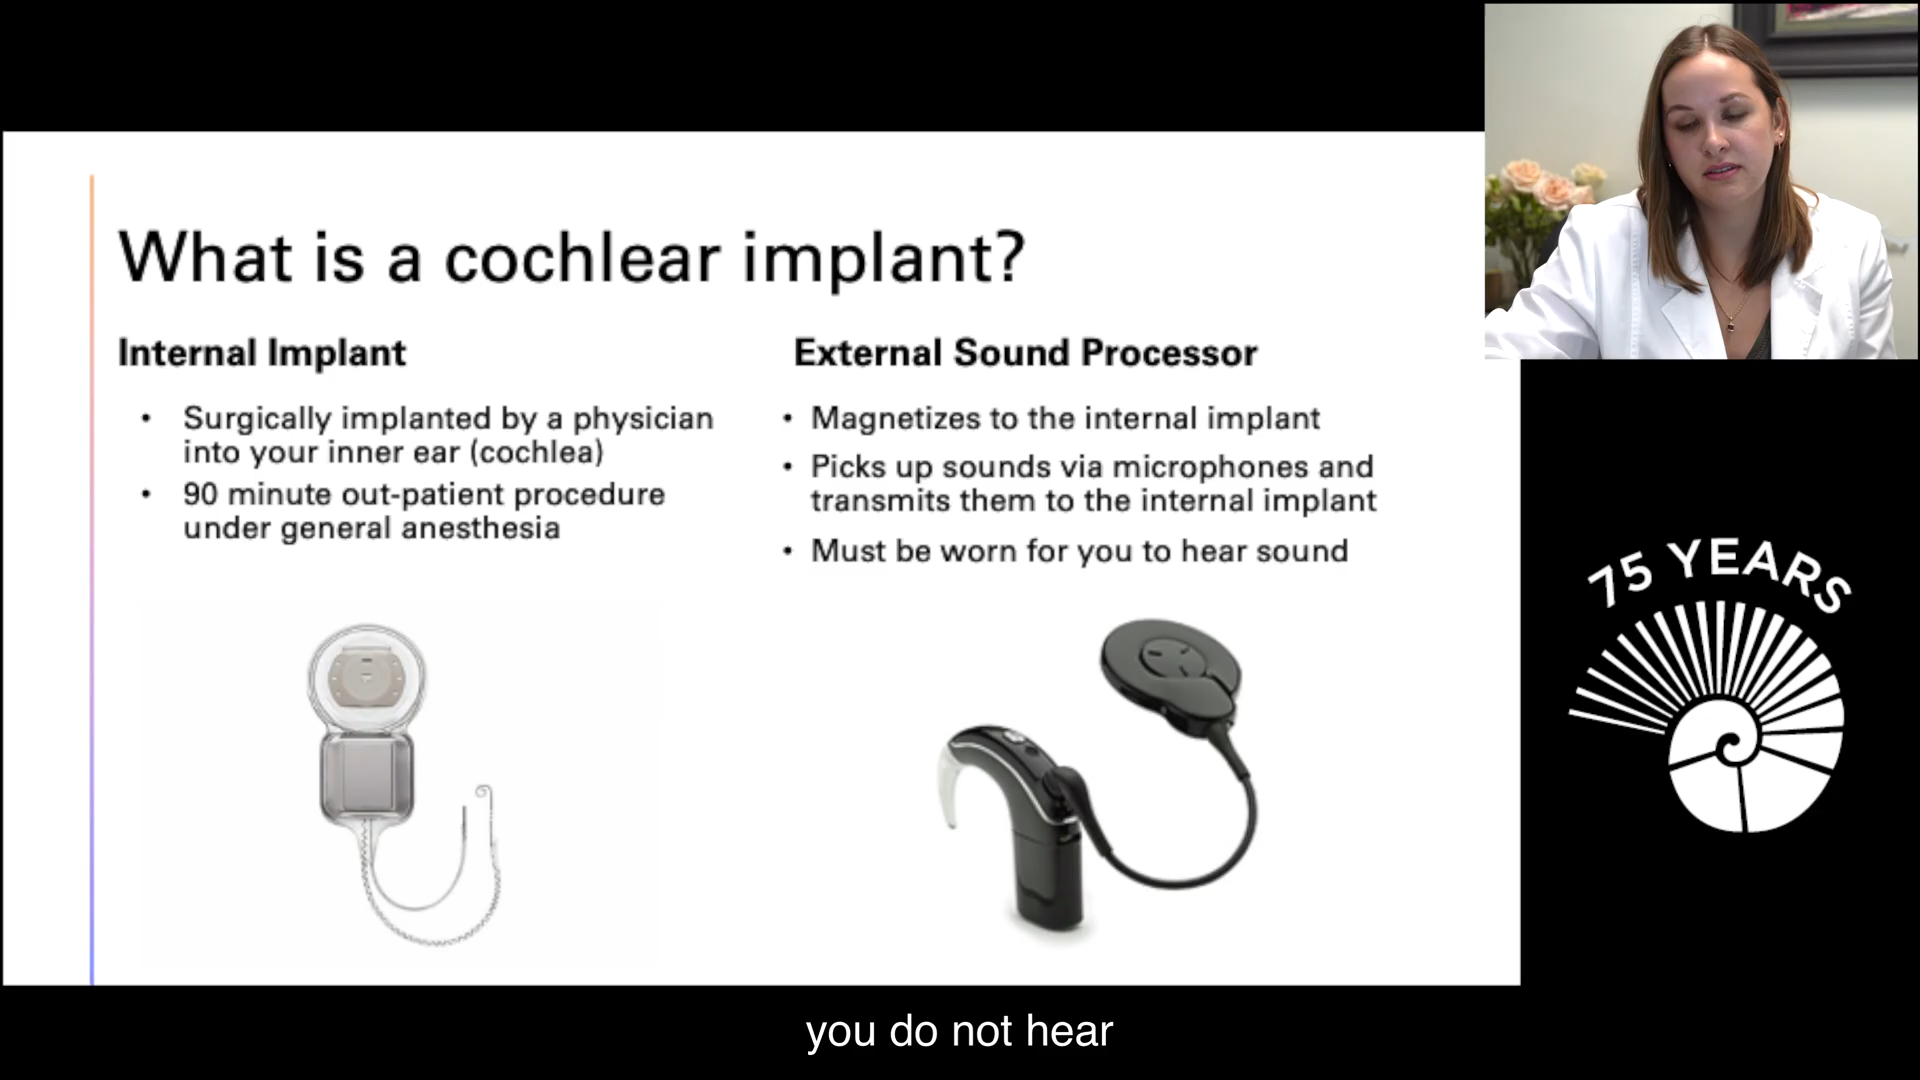 What is a cochlear implant?
Internal Implant
• Surgically implanted by a physician
into your inner ear (cochlea)
• 90 minute out-patient procedure
under general anesthesia
External Sound Processor
• Magnetizes to the internal implant
• Picks up sounds via microphones and
transmits them to the internal implant
• Must be worn for you to hear sound
75 YEARS
you do not hear